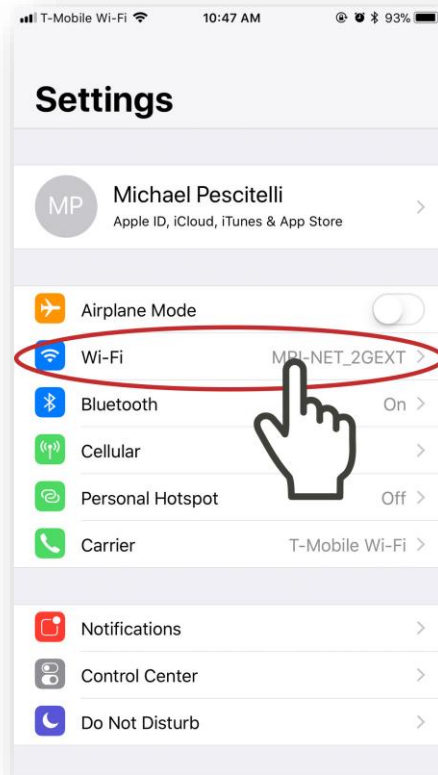 T-Mobile Wi-Fi 10:47 AM 93%
Settings
MP
Michael Pescitelli
Apple ID, iCloud, iTunes & App Store
Airplane Mode
Wi-Fi
Bluetooth On
Cellular
Personal Hotspot Off
Carrier T-Mobile Wi-Fi
Notifications
Control Center
Do Not Disturb